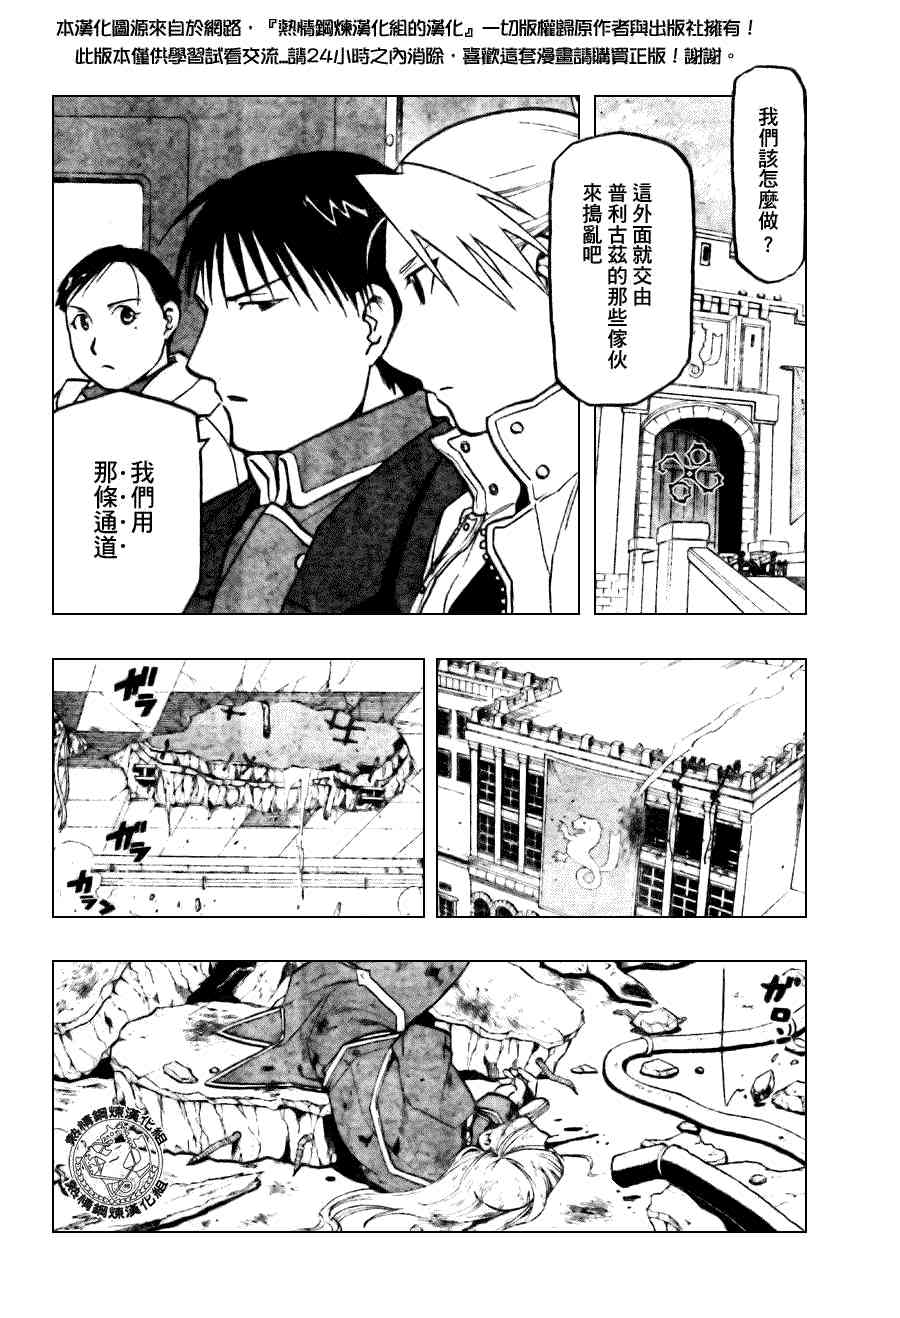 本漢化圖源來自於網路，『熱情鋼煉漢化組的漢化』一切版權歸原作者與出版社擁有！
此版本僅供學習試看交流_請24小時之內消除，喜歡這套漫畫請購買正版！謝謝。
我們該怎麼做？
這外面就交由
普利古茲的那些傢伙
來搗亂吧
我們用
那條通道
ガラ
ガラ
ガラン
ガロン
熱情鋼煉漢化組
熱情鋼煉漢化組